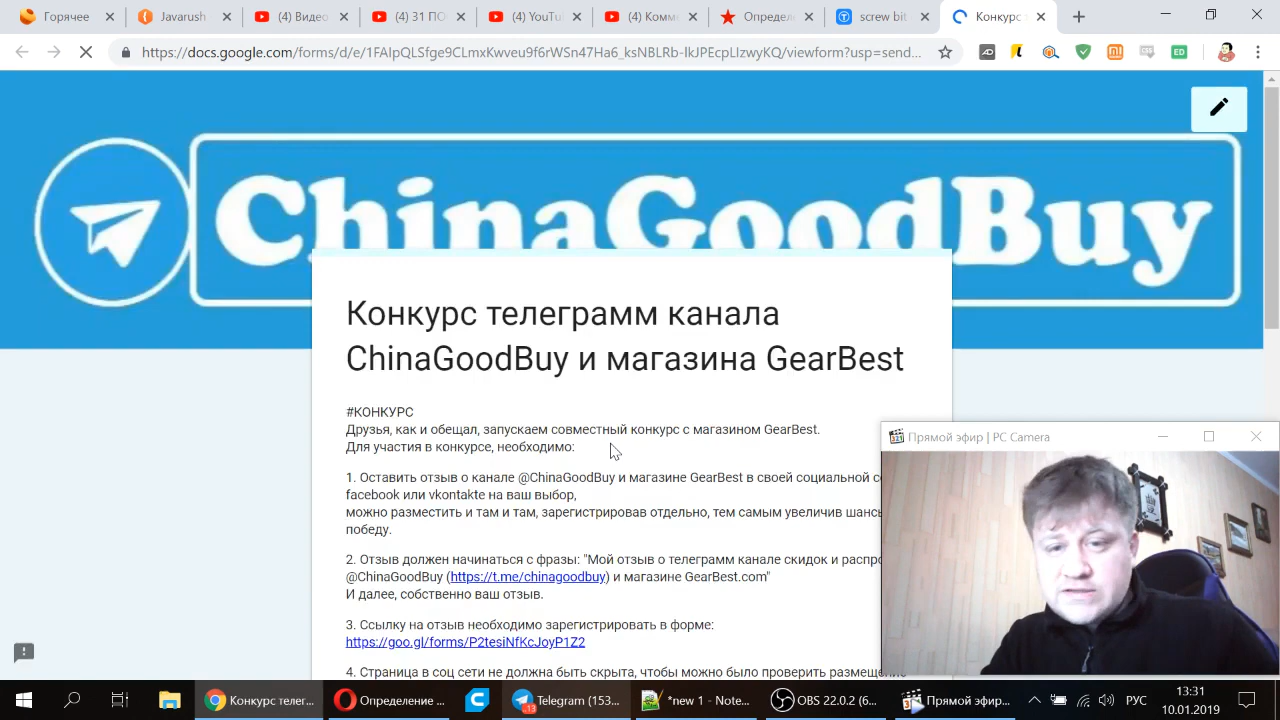 Горячее
Javarush
(4) Видео
(4) 31 ПО
(4) YouTu
(4) Комм
Определ
screw bit
Конкурс
https://docs.google.com/forms/d/e/1FAIpQLSfge9CLmxKwveu9f6rWSn47Ha6_ksNBLRb-IkJPEcpLlzwyKQ/viewform?usp=send...
ChinaGoodBuy
Конкурс телеграмм канала
ChinaGoodBuy и магазина GearBest
#КОНКУРС
Друзья, как и обещал, запускаем совместный конкурс с магазином GearBest.
Для участия в конкурсе, необходимо:
1. Оставить отзыв о канале @ChinaGoodBuy и магазине GearBest в своей социальной се
facebook или vkontakte на ваш выбор,
можно разместить и там и там, зарегистрировав отдельно, тем самым увеличив шансы
победу.
2. Отзыв должен начинаться с фразы: "Мой отзыв о телеграмм канале скидок и распро
@ChinaGoodBuy (https://t.me/chinagoodbuy) и магазине GearBest.com"
И далее, собственно ваш отзыв.
3. Ссылку на отзыв необходимо зарегистрировать в форме:
https://goo.gl/forms/P2tesiNfKcJoyP1Z2
4. Страница в соц сети не должна быть скрыта, чтобы можно было проверить размещение
Прямой эфир | PC Camera
Конкурс телег...
Определение ...
13
Telegram (153...
*new 1 - Note...
OBS 22.0.2 (6...
Прямой эфир...
РУС
13:31
10.01.2019